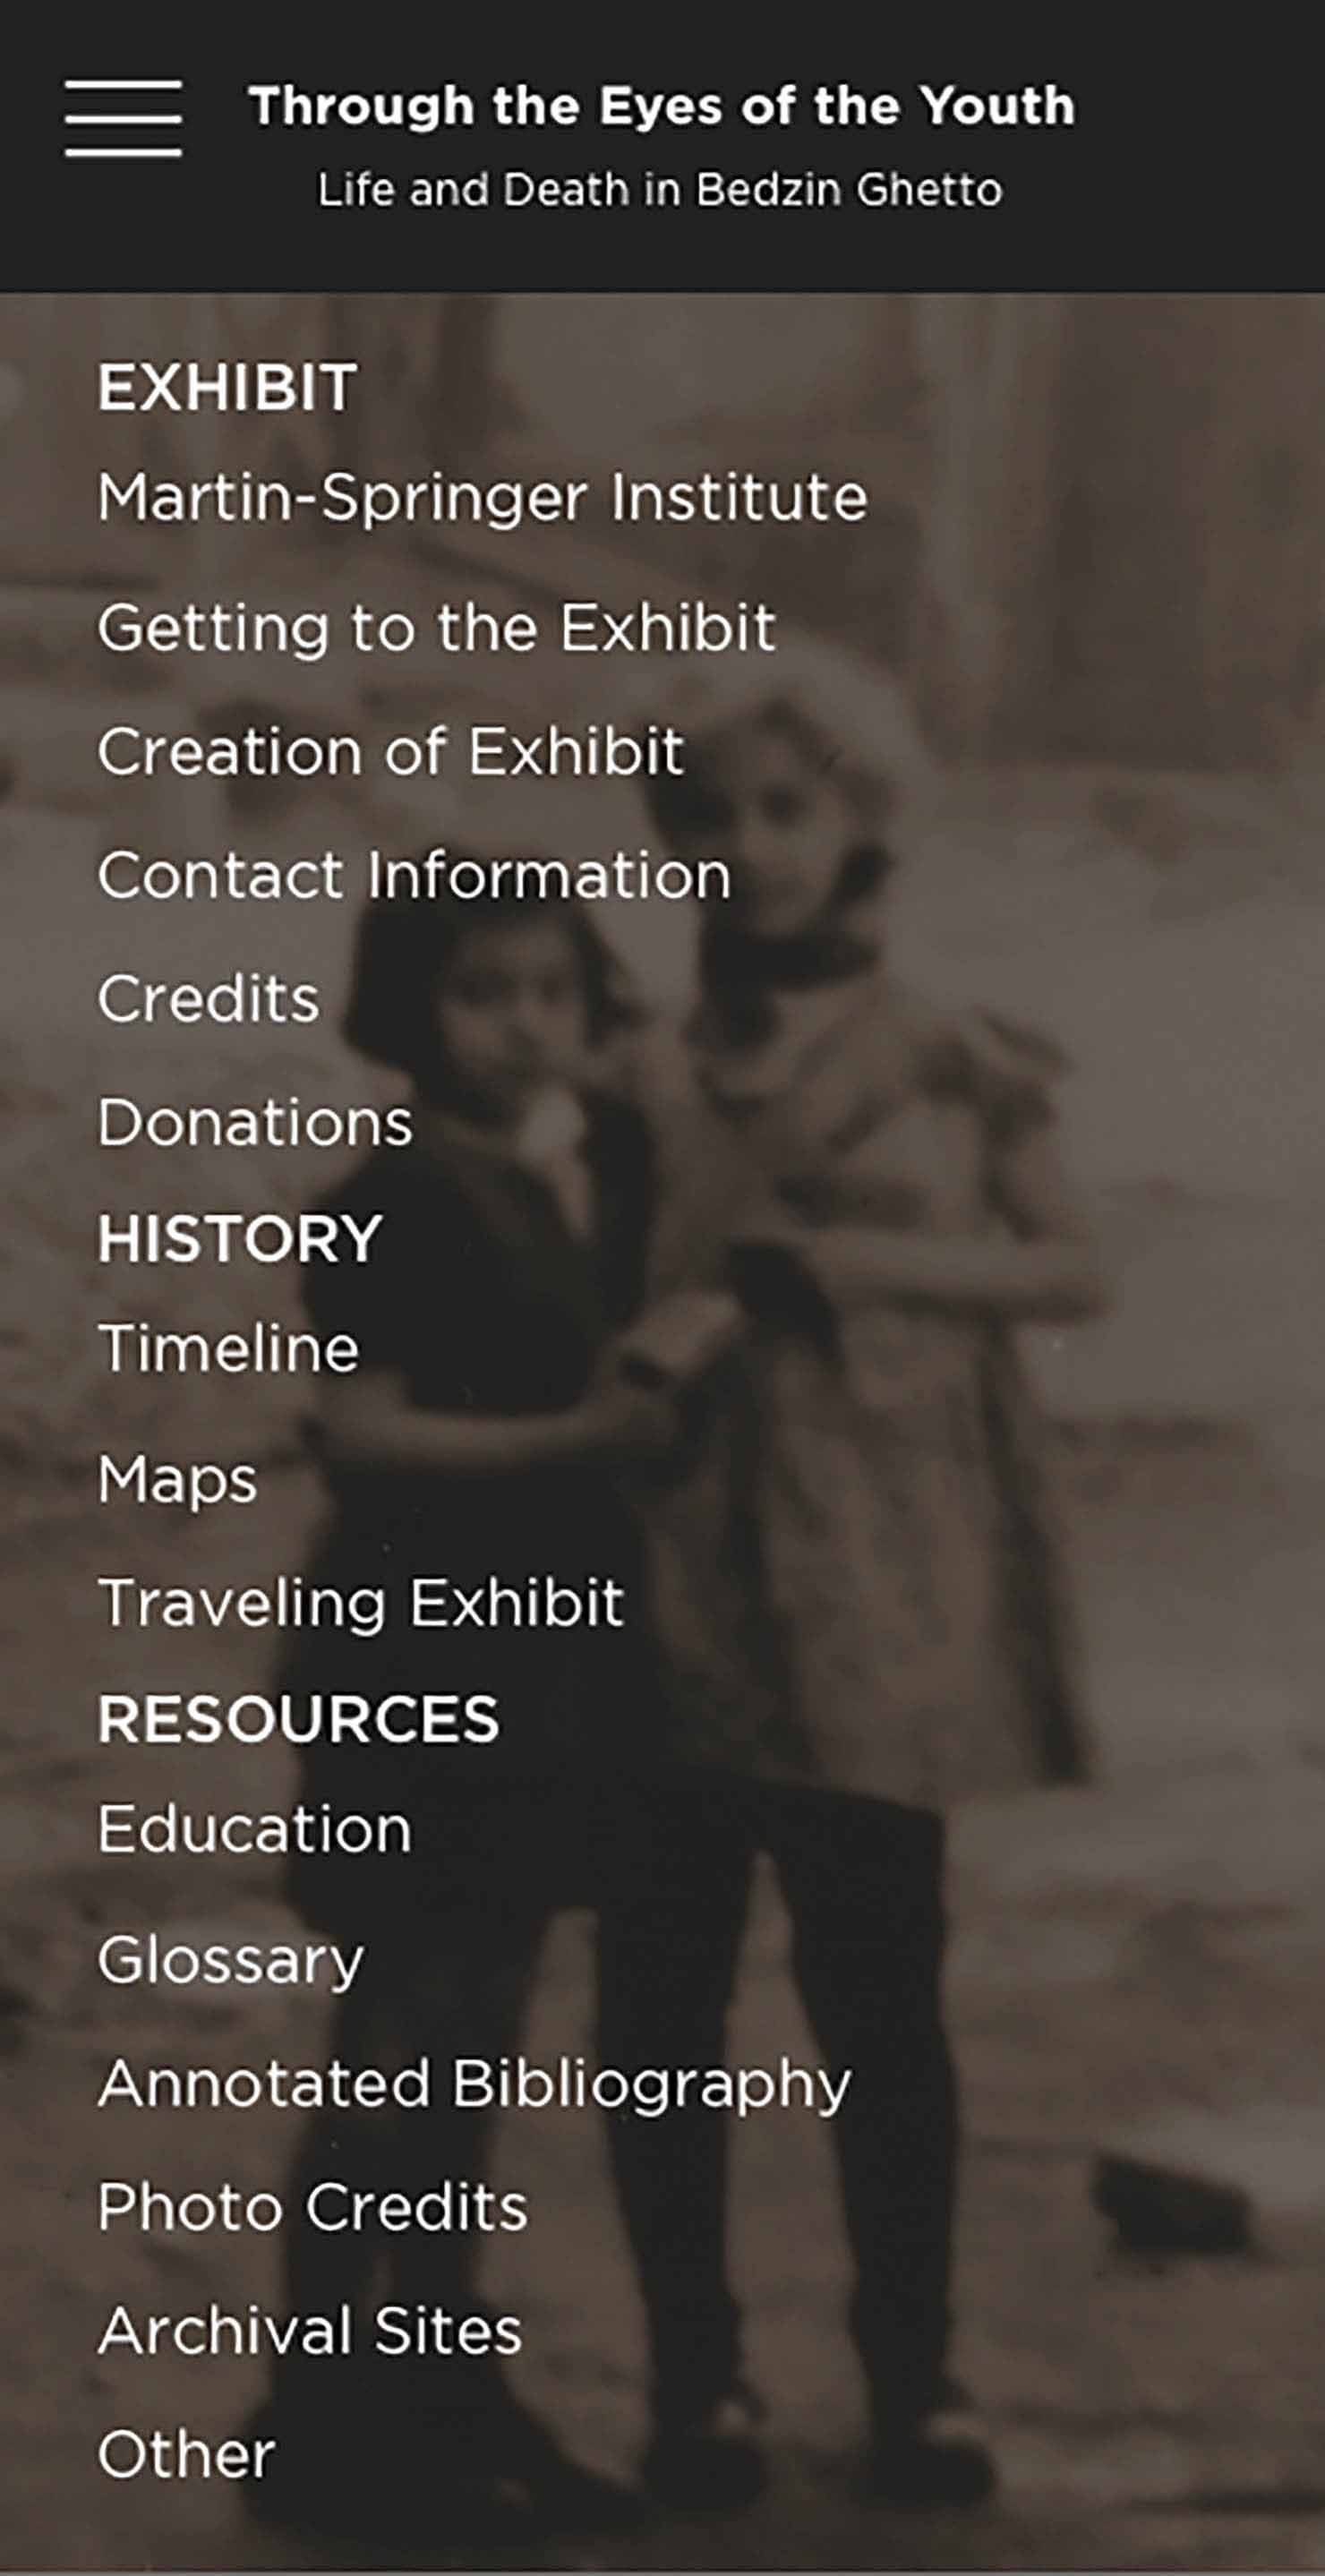 Through the Eyes of the Youth
Life and Death in Bedzin Ghetto
EXHIBIT
Martin-Springer Institute
Getting to the Exhibit
Creation of Exhibit
Contact Information
Credits
Donations
HISTORY
Timeline
Maps
Traveling Exhibit
RESOURCES
Education
Glossary
Annotated Bibliography
Photo Credits
Archival Sites
Other